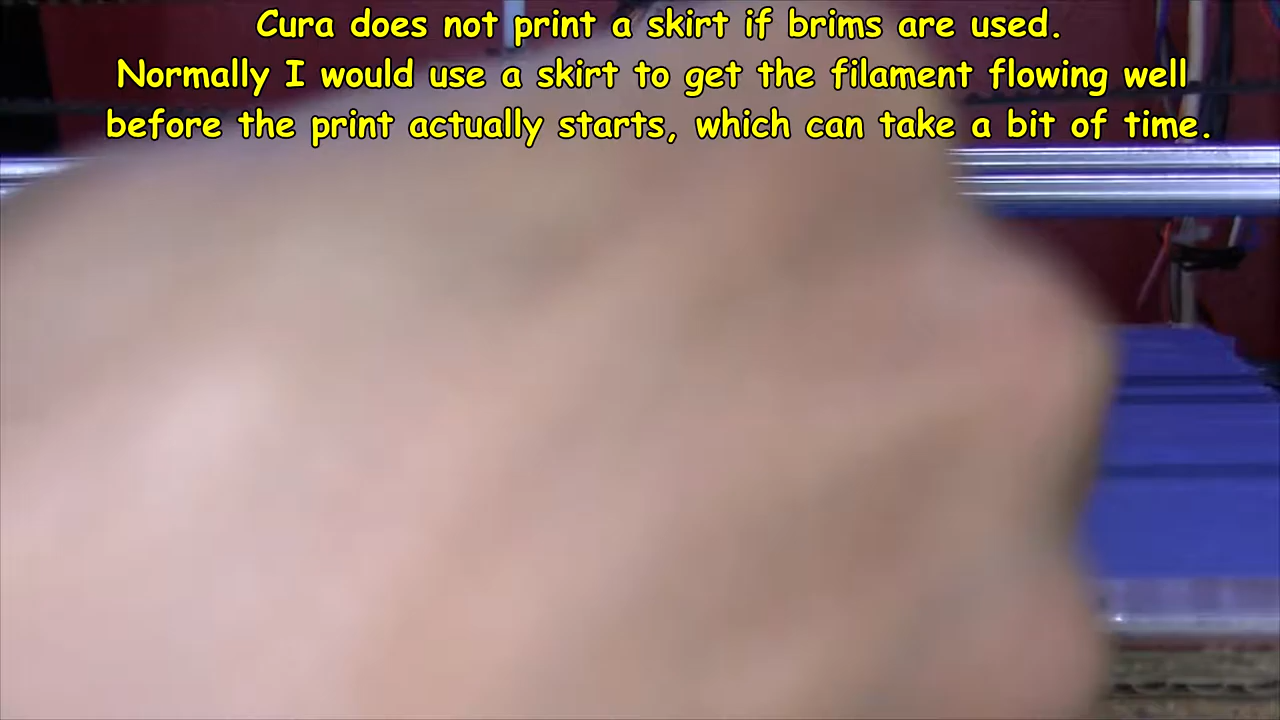 Cura does not print a skirt if brims are used.
Normally I would use a skirt to get the filament flowing well
before the print actually starts, which can take a bit of time.